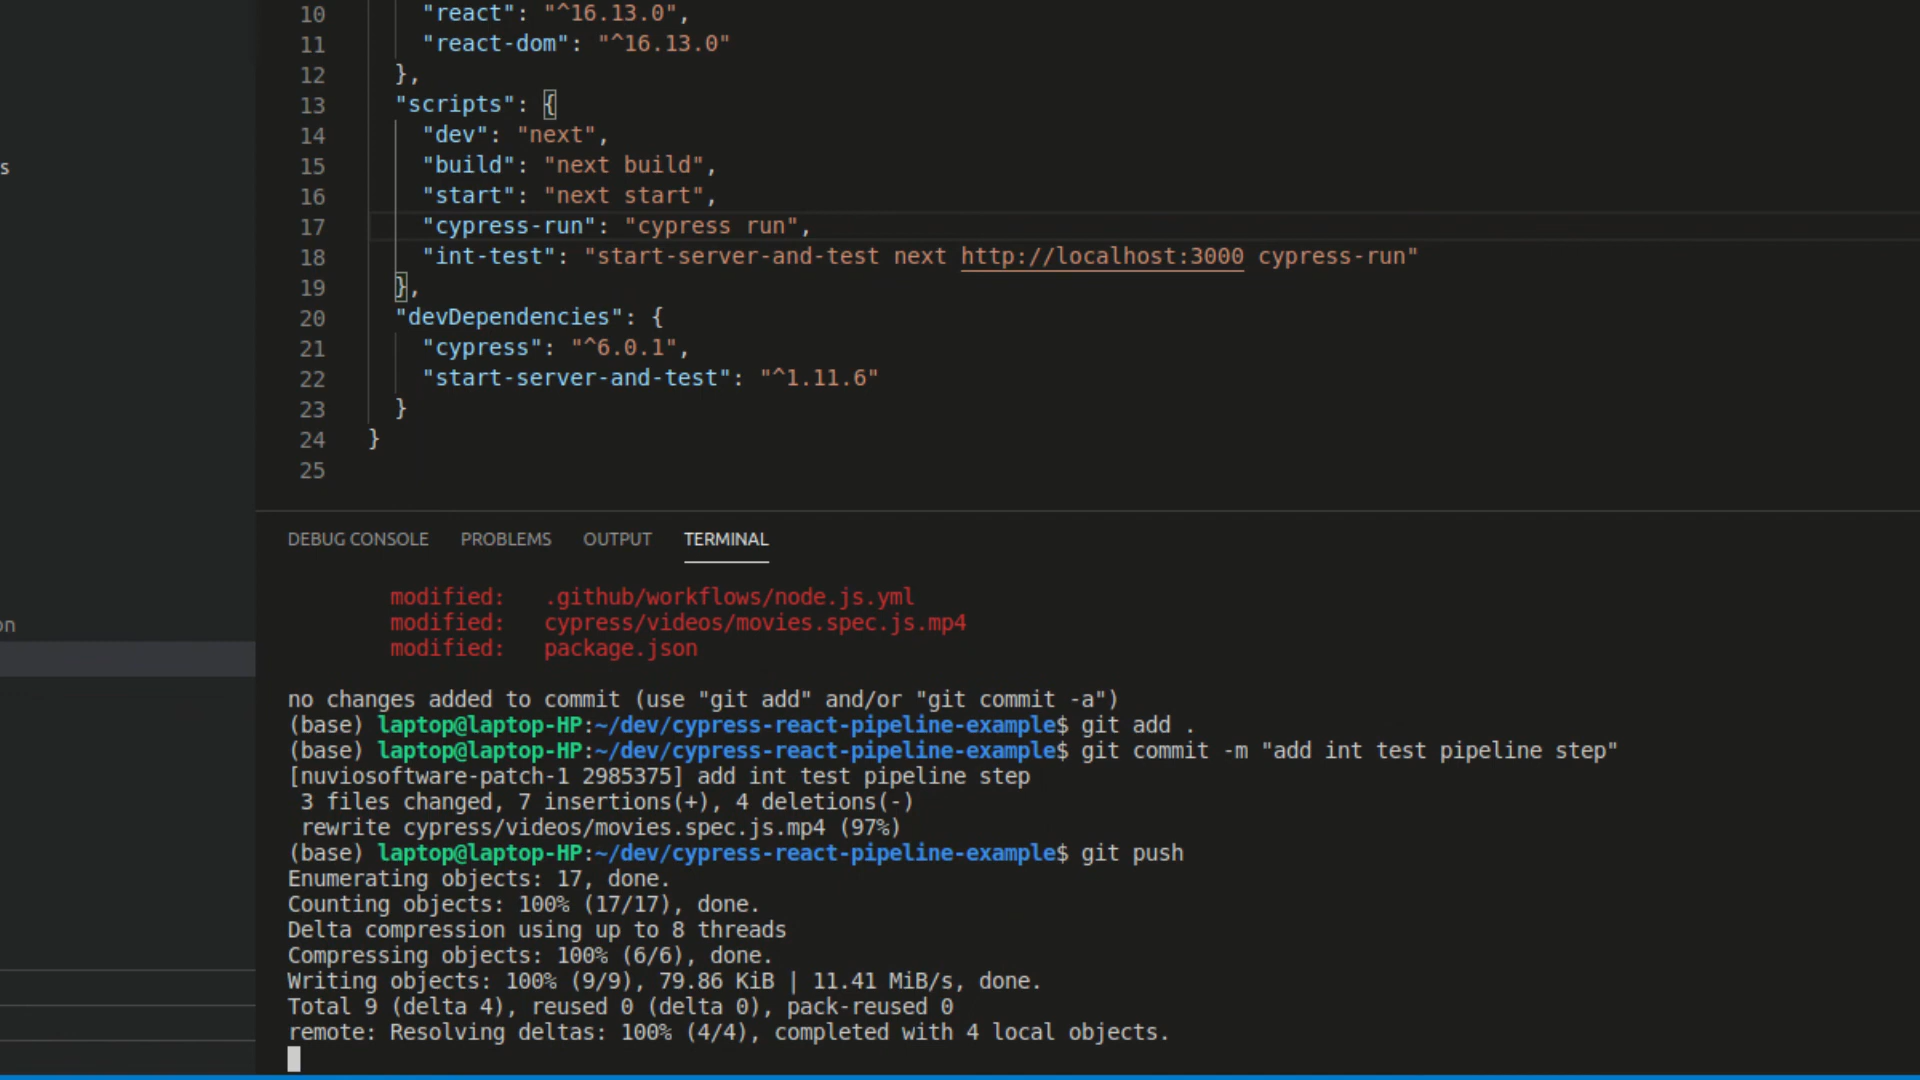 10 "react": "^16.13.0",
11 "react-dom": "^16.13.0"
12 },
13 "scripts": {
14 "dev": "next",
15 "build": "next build",
16 "start": "next start",
17 "cypress-run": "cypress run",
18 "int-test": "start-server-and-test next http://localhost:3000 cypress-run"
19 },
20 "devDependencies": {
21 "cypress": "^6.0.1",
22 "start-server-and-test": "^1.11.6"
23 }
24 }
25
s
on
DEBUG CONSOLE PROBLEMS OUTPUT TERMINAL
modified: .github/workflows/node.js.yml
modified: cypress/videos/movies.spec.js.mp4
modified: package.json
no changes added to commit (use "git add" and/or "git commit -a")
(base) laptop@laptop-HP:~/dev/cypress-react-pipeline-example$ git add .
(base) laptop@laptop-HP:~/dev/cypress-react-pipeline-example$ git commit -m "add int test pipeline step"
[nuviosoftware-patch-1 2985375] add int test pipeline step
3 files changed, 7 insertions(+), 4 deletions(-)
rewrite cypress/videos/movies.spec.js.mp4 (97%)
(base) laptop@laptop-HP:~/dev/cypress-react-pipeline-example$ git push
Enumerating objects: 17, done.
Counting objects: 100% (17/17), done.
Delta compression using up to 8 threads
Compressing objects: 100% (6/6), done.
Writing objects: 100% (9/9), 79.86 KiB | 11.41 MiB/s, done.
Total 9 (delta 4), reused 0 (delta 0), pack-reused 0
remote: Resolving deltas: 100% (4/4), completed with 4 local objects.